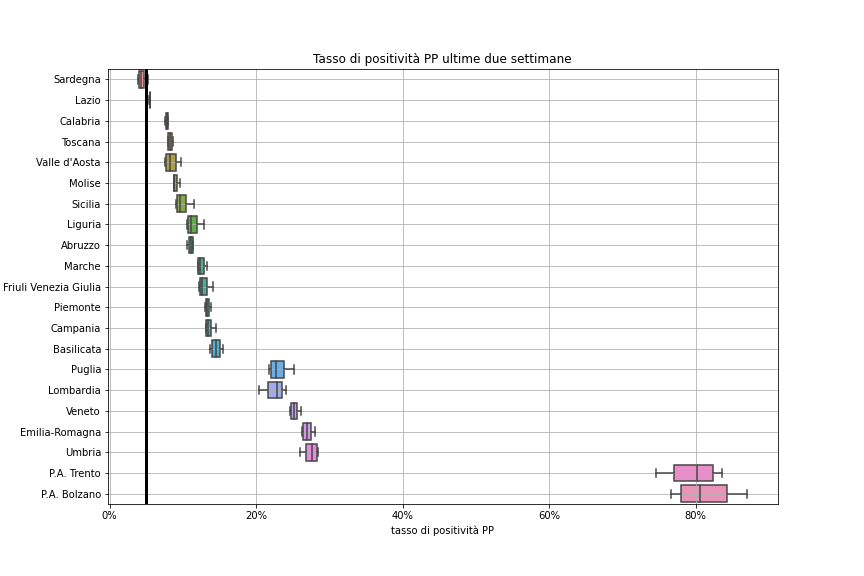 Tasso di positività PP ultime due settimane
Sardegna
Lazio
Calabria
Toscana
Valle d'Aosta
Molise
Sicilia
Liguria
Abruzzo
Marche
Friuli Venezia Giulia
Piemonte
Campania
Basilicata
Puglia
Lombardia
Veneto
Emilia-Romagna
Umbria
P.A. Trento
P.A. Bolzano
0% 20% 40% 60% 80%
tasso di positività PP